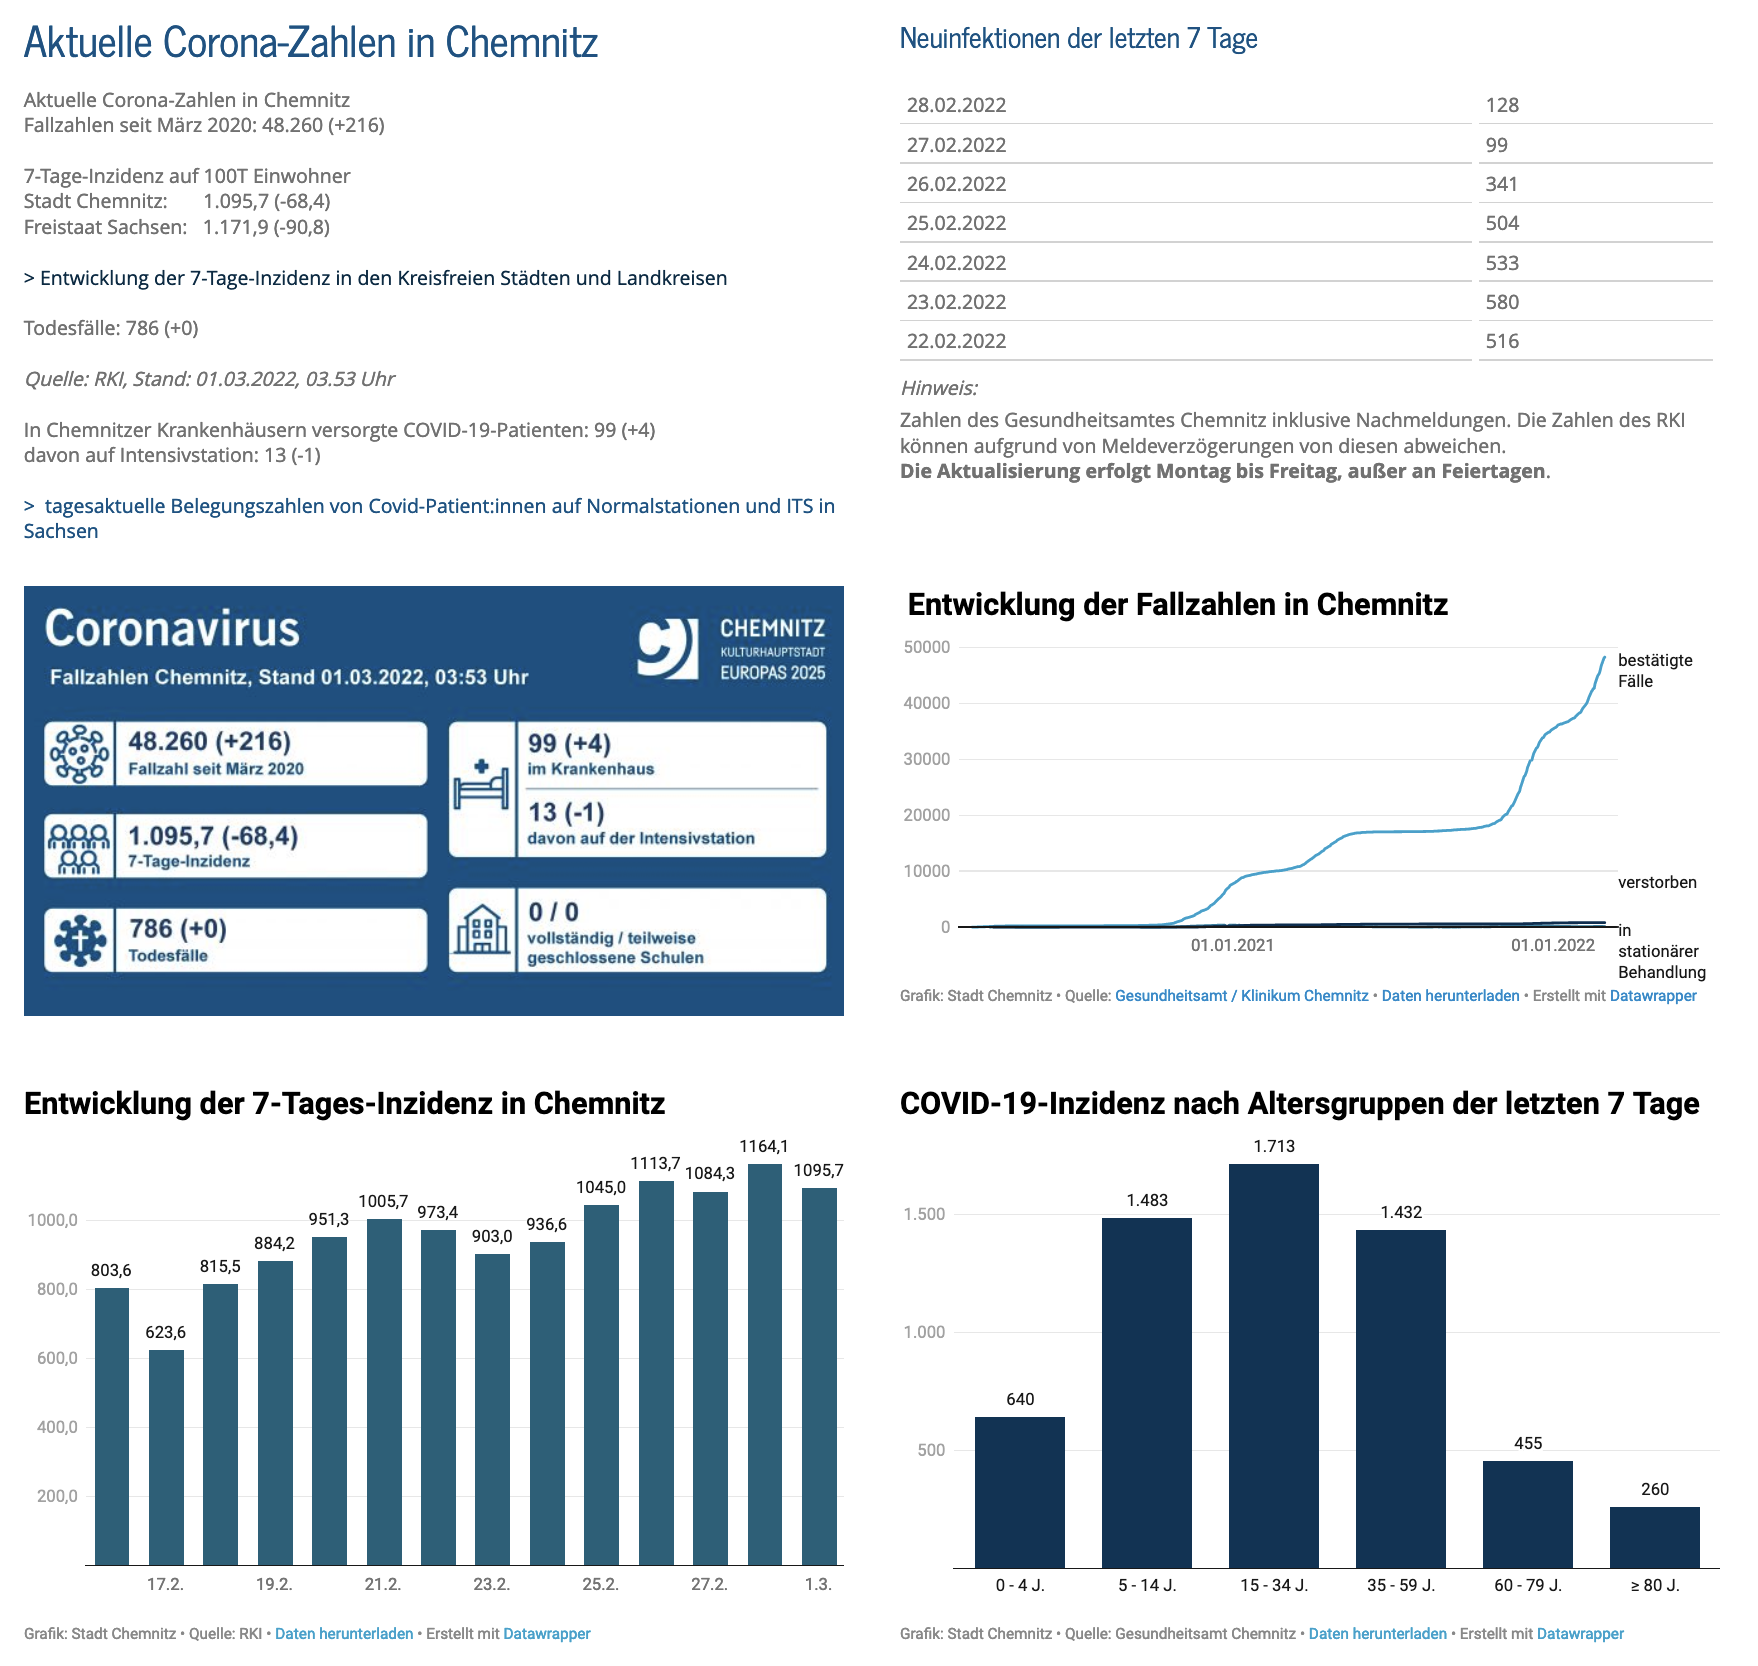 Aktuelle Corona-Zahlen in Chemnitz
Aktuelle Corona-Zahlen in Chemnitz
Fallzahlen seit März 2020: 48.260 (+216)
7-Tage-Inzidenz auf 100T Einwohner
Stadt Chemnitz: 1.095,7 (-68,4)
Freistaat Sachsen: 1.171,9 (-90,8)
> Entwicklung der 7-Tage-Inzidenz in den Kreisfreien Städten und Landkreisen
Todesfälle: 786 (+0)
Quelle: RKI, Stand: 01.03.2022, 03.53 Uhr
In Chemnitzer Krankenhäusern versorgte COVID-19-Patienten: 99 (+4)
davon auf Intensivstation: 13 (-1)
> tagesaktuelle Belegungszahlen von Covid-Patient:innen auf Normalstationen und ITS in
Sachsen
Neuinfektionen der letzten 7 Tage
28.02.2022 128
27.02.2022 99
26.02.2022 341
25.02.2022 504
24.02.2022 533
23.02.2022 580
22.02.2022 516
Hinweis:
Zahlen des Gesundheitsamtes Chemnitz inklusive Nachmeldungen. Die Zahlen des RKI
können aufgrund von Meldeverzögerungen von diesen abweichen.
Die Aktualisierung erfolgt Montag bis Freitag, außer an Feiertagen.
Coronavirus
Fallzahlen Chemnitz, Stand 01.03.2022, 03:53 Uhr
CHEMNITZ
KULTURHAUPTSTADT
EUROPAS 2025
48.260 (+216)
Fallzahl seit März 2020
1.095,7 (-68,4)
7-Tage-Inzidenz
786 (+0)
Todesfälle
99 (+4)
im Krankenhaus
13 (-1)
davon auf der Intensivstation
0 / 0
vollständig / teilweise
geschlossene Schulen
Entwicklung der Fallzahlen in Chemnitz
50000
40000
30000
20000
10000
0
bestätigte
Fälle
verstorben
in
stationärer
Behandlung
01.01.2021 01.01.2022
Grafik: Stadt Chemnitz • Quelle: Gesundheitsamt / Klinikum Chemnitz • Daten herunterladen • Erstellt mit Datawrapper
Entwicklung der 7-Tages-Inzidenz in Chemnitz
1000,0
800,0
600,0
400,0
200,0
803,6
623,6
815,5
884,2
951,3
1005,7
973,4
903,0
936,6
1045,0
1113,7
1084,3
1164,1
1095,7
17.2. 19.2. 21.2. 23.2. 25.2. 27.2. 1.3.
Grafik: Stadt Chemnitz • Quelle: RKI • Daten herunterladen • Erstellt mit Datawrapper
COVID-19-Inzidenz nach Altersgruppen der letzten 7 Tage
1.500
1.000
500
640
1.483
1.713
1.432
455
260
0 - 4 J. 5 - 14 J. 15 - 34 J. 35 - 59 J. 60 - 79 J. ≥ 80 J.
Grafik: Stadt Chemnitz • Quelle: Gesundheitsamt Chemnitz • Daten herunterladen • Erstellt mit Datawrapper